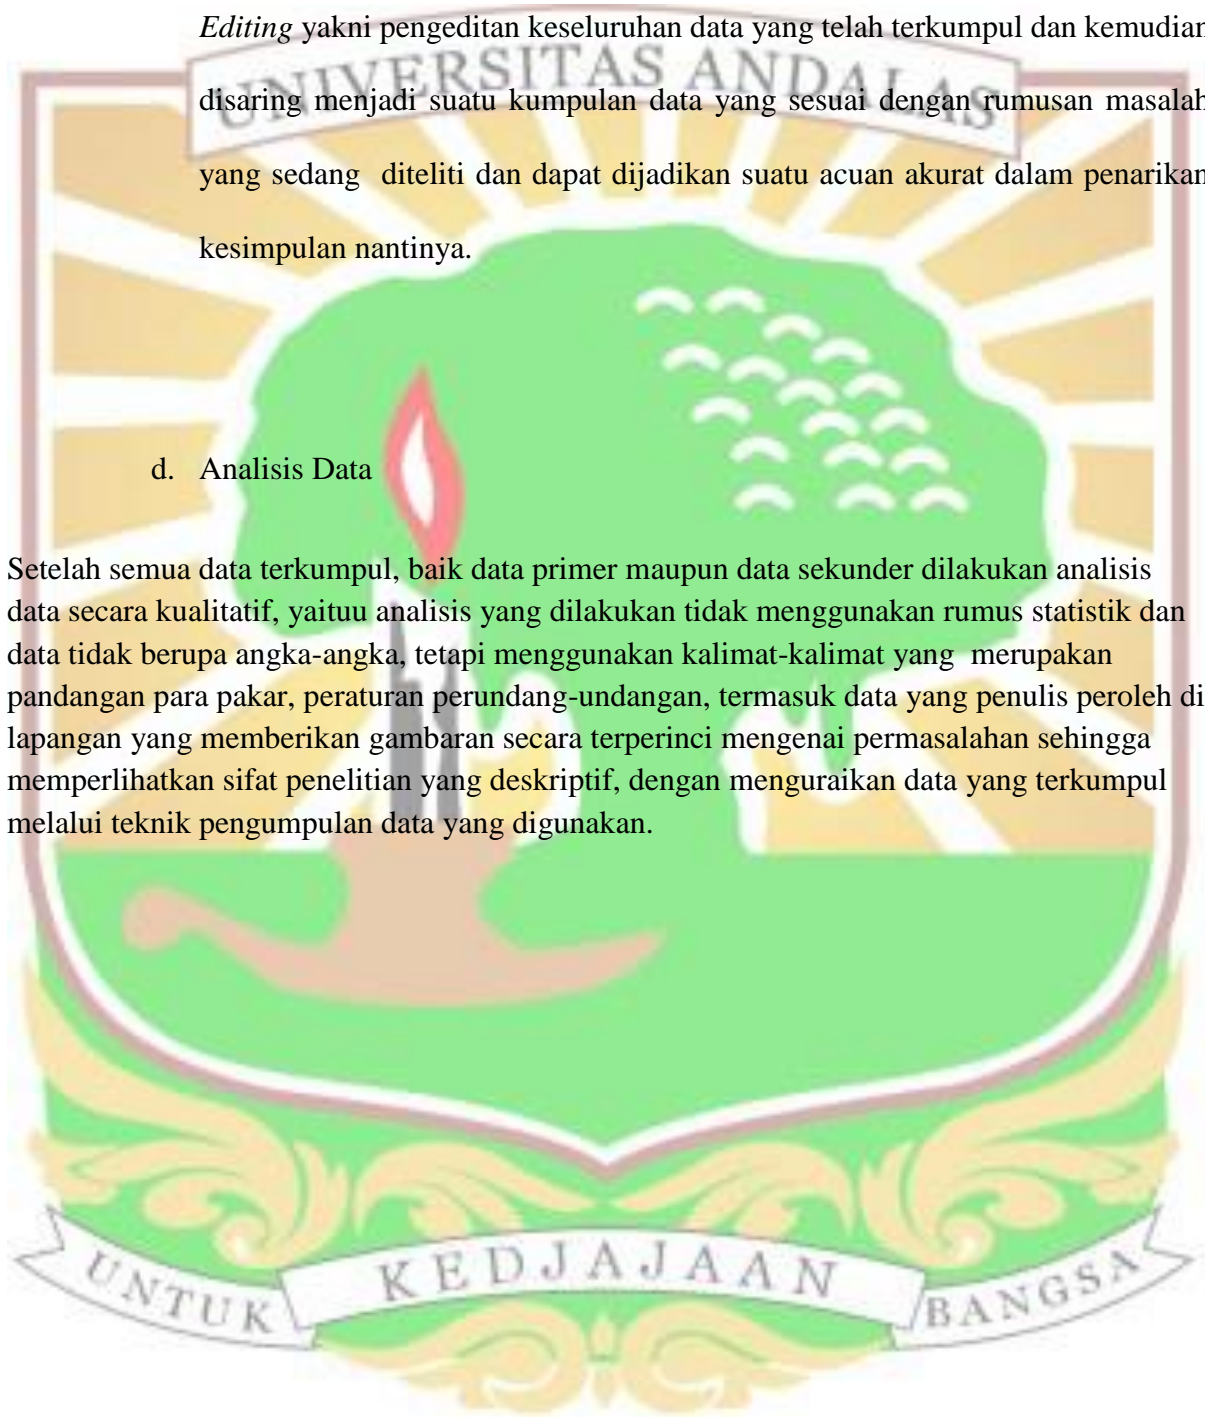 Editing yakni pengeditan keseluruhan data yang telah terkumpul dan kemudian
UNIVERSITAS ANDALAS
disaring menjadi suatu kumpulan data yang sesuai dengan rumusan masalah
yang sedang diteliti dan dapat dijadikan suatu acuan akurat dalam penarikan
kesimpulan nantinya.
d. Analisis Data
Setelah semua data terkumpul, baik data primer maupun data sekunder dilakukan analisis
data secara kualitatif, yaituu analisis yang dilakukan tidak menggunakan rumus statistik dan
data tidak berupa angka-angka, tetapi menggunakan kalimat-kalimat yang merupakan
pandangan para pakar, peraturan perundang-undangan, termasuk data yang penulis peroleh di
lapangan yang memberikan gambaran secara terperinci mengenai permasalahan sehingga
memperlihatkan sifat penelitian yang deskriptif, dengan menguraikan data yang terkumpul
melalui teknik pengumpulan data yang digunakan.
UNTUK KEDJAJAAN BANGSA